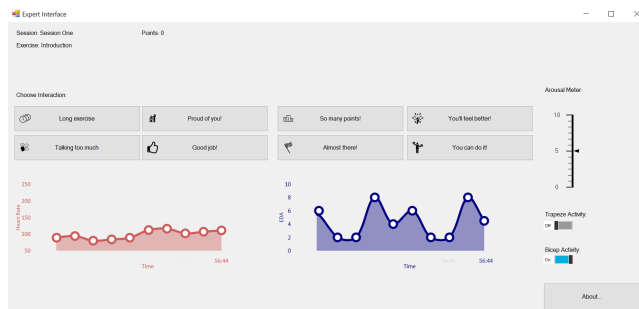 Expert Interface
Session: Session One
Points: 0
Exercise: Introduction
Choose Interaction:
Long exercise
Proud of you!
So many points!
You'll feel better!
Talking too much
Good job!
Almost there!
You can do it!
Arousal Meter:
10
5
0
Trapeze Activity:
Off
Bicep Activity:
On
About...
250
200
150
100
50
Heart Rate
Time
56:44
10
8
6
4
2
0
EDA
Time
56:44